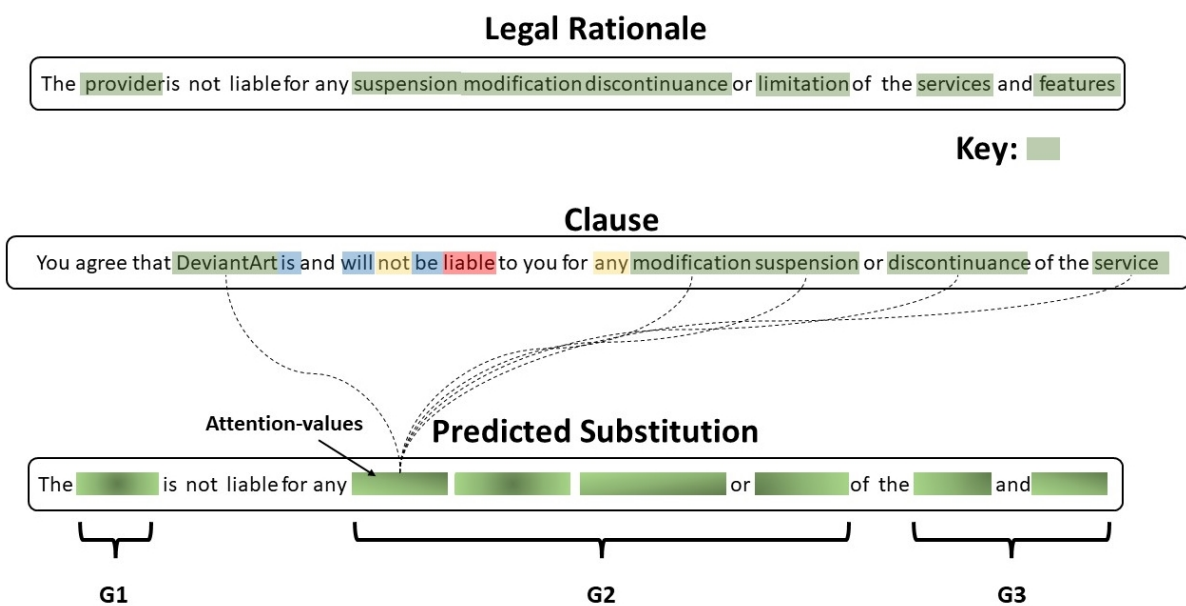 Legal Rationale
The provider is not liable for any suspension modification discontinuance or limitation of the services and features
Key:
Clause
You agree that DeviantArt is and will not be liable to you for any modification suspension or discontinuance of the service
Attention-values
Predicted Substitution
The is not liable for any or of the and
G1 G2 G3